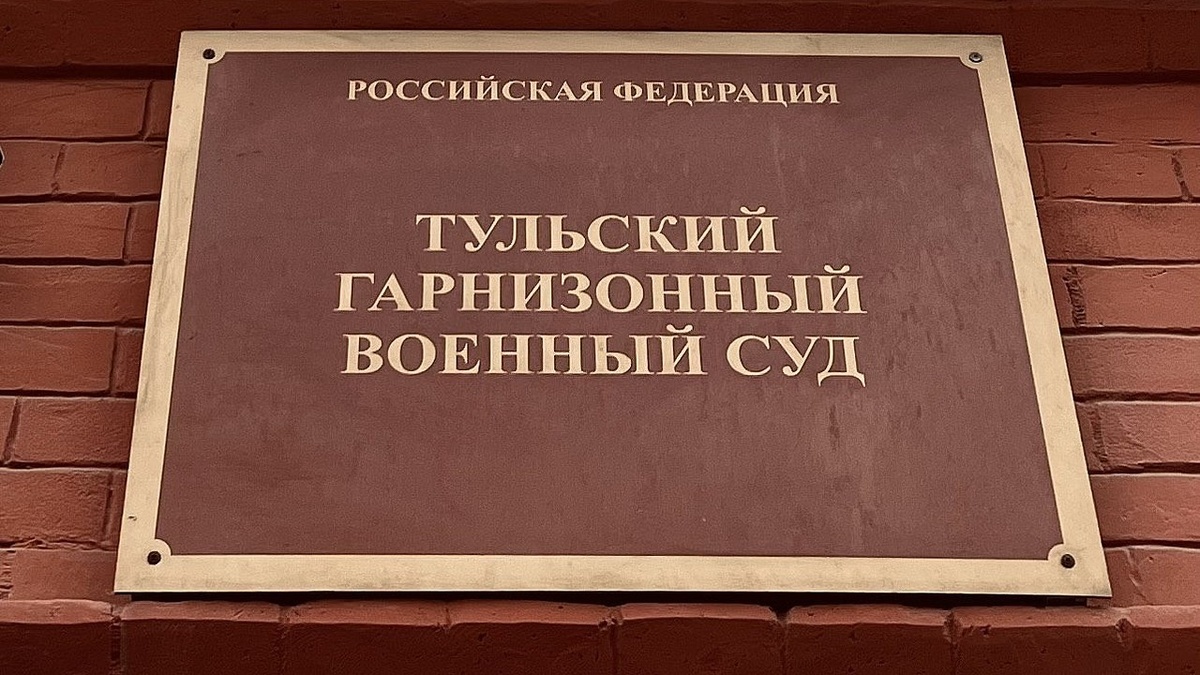 РОССИЙСКАЯ ФЕДЕРАЦИЯ
ТУЛЬСКИЙ
ГАРНИЗОННЫЙ
ВОЕННЫЙ СУД